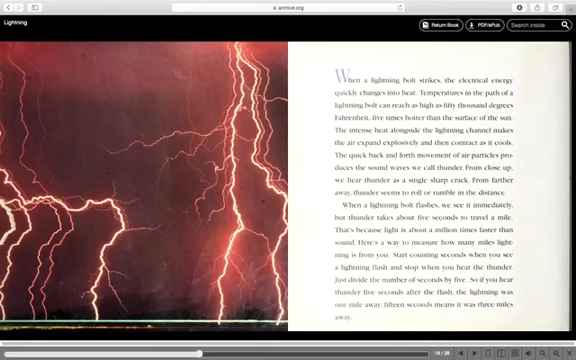 archive.org
Lightning
Return Book
PDF/ePub
Search inside
When a lightning bolt strikes, the electrical energy
quickly changes into heat. Temperatures in the path of a
lightning bolt can reach as high as fifty thousand degrees
Fahrenheit, five times hotter than the surface of the sun.
The intense heat alongside the lightning channel makes
the air expand explosively and then contract as it cools.
The quick back and forth movement of air particles pro-
duces the sound waves we call thunder. From close up,
we hear thunder as a single sharp crack. From farther
away, thunder seems to roll or rumble in the distance.
When a lightning bolt flashes, we see it immediately,
but thunder takes about five seconds to travel a mile.
That's because light is about a million times faster than
sound. Here's a way to measure how many miles light-
ning is from you. Start counting seconds when you see
a lightning flash and stop when you hear the thunder.
Just divide the number of seconds by five. So if you hear
thunder five seconds after the flash, the lightning was
one mile away; fifteen seconds means it was three miles
away.